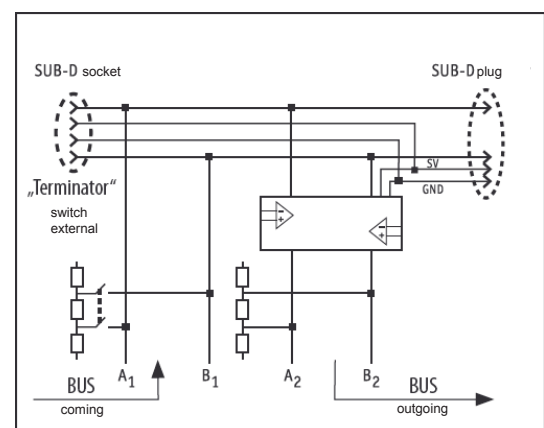 SUB-D socket
SUB-D plug
„Terminator“
switch
external
SV
GND
- +
- +
A1 B1 A2 B2
BUS
coming
BUS
outgoing